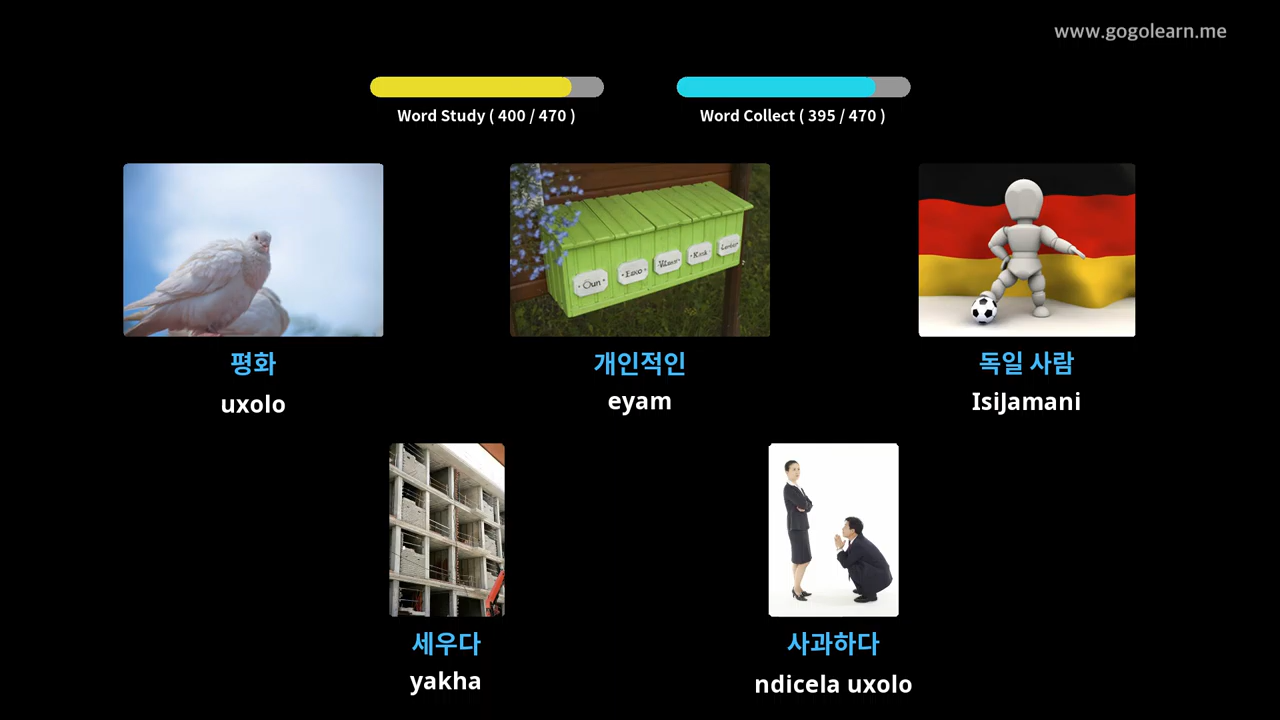 www.gogolearn.me
Word Study ( 400 / 470 )
Word Collect ( 395 / 470 )
평화
uxolo
개인적인
eyam
독일 사람
IsiJamani
세우다
yakha
사과하다
ndicela uxolo